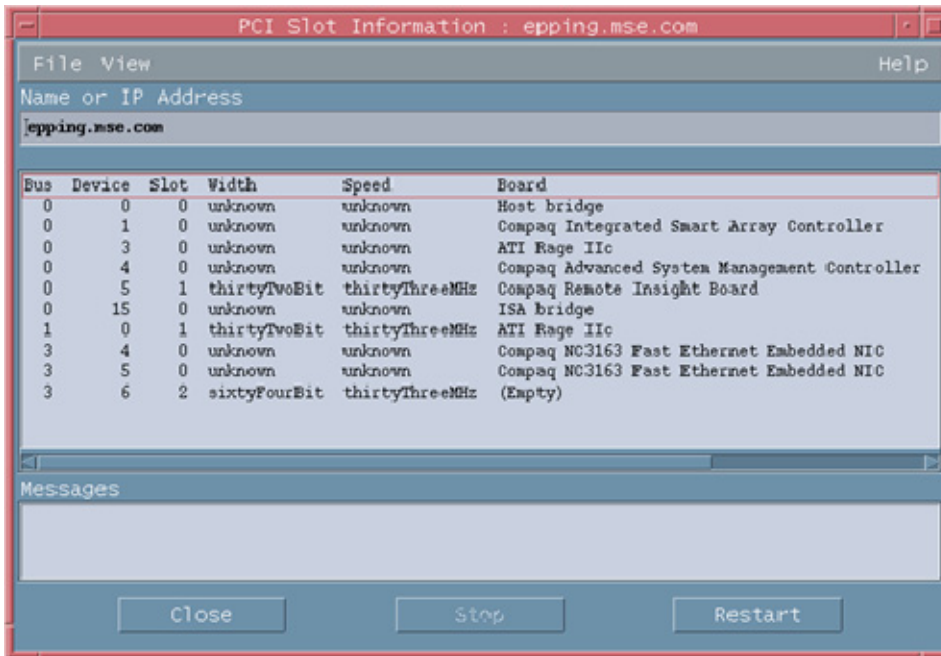 PCI Slot Information : epping.mse.com
File View Help
Name or IP Address
epping.mse.com
Bus Device Slot Width Speed Board
0 0 0 unknown unknown Host bridge
0 1 0 unknown unknown Compaq Integrated Smart Array Controller
0 3 0 unknown unknown ATI Rage IIc
0 4 0 unknown unknown Compaq Advanced System Management Controller
0 5 1 thirtyTwoBit thirtyThreeMHz Compaq Remote Insight Board
0 15 0 unknown unknown ISA bridge
1 0 1 thirtyTwoBit thirtyThreeMHz ATI Rage IIc
3 4 0 unknown unknown Compaq NC3163 Fast Ethernet Embedded NIC
3 5 0 unknown unknown Compaq NC3163 Fast Ethernet Embedded NIC
3 6 2 sixtyFourBit thirtyThreeMHz (Empty)
Messages
Close Stop Restart